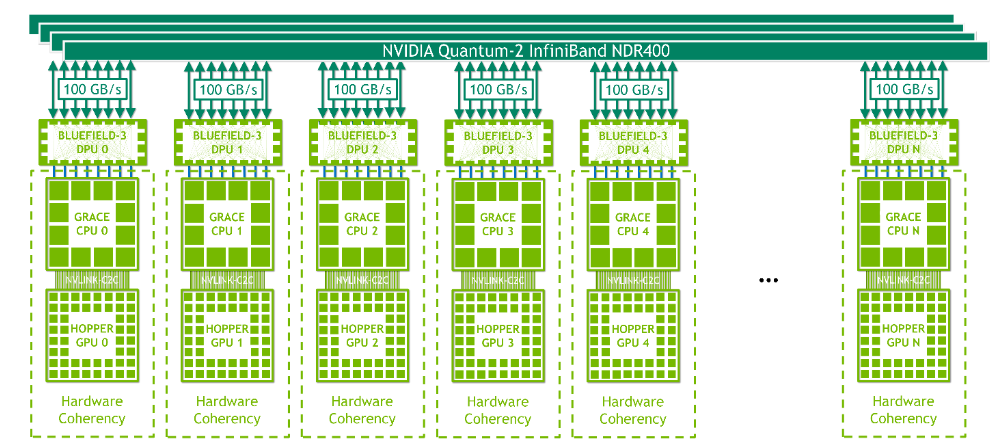 NVIDIA Quantum-2 InfiniBand NDR400
100 GB/s 100 GB/s 100 GB/s 100 GB/s 100 GB/s 100 GB/s
BLUEFIELD-3 BLUEFIELD-3 BLUEFIELD-3 BLUEFIELD-3 BLUEFIELD-3 BLUEFIELD-3
DPU 0 DPU 1 DPU 2 DPU 3 DPU 4 DPU N
GRACE GRACE GRACE GRACE GRACE GRACE
CPU 0 CPU 1 CPU 2 CPU 3 CPU 4 CPU N
NVLINK-C2C NVLINK-C2C NVLINK-C2C NVLINK-C2C NVLINK-C2C ... NVLINK-C2C
HOPPER HOPPER HOPPER HOPPER HOPPER HOPPER
GPU 0 GPU 1 GPU 2 GPU 3 GPU 4 GPU N
Hardware Hardware Hardware Hardware Hardware Hardware
Coherency Coherency Coherency Coherency Coherency Coherency